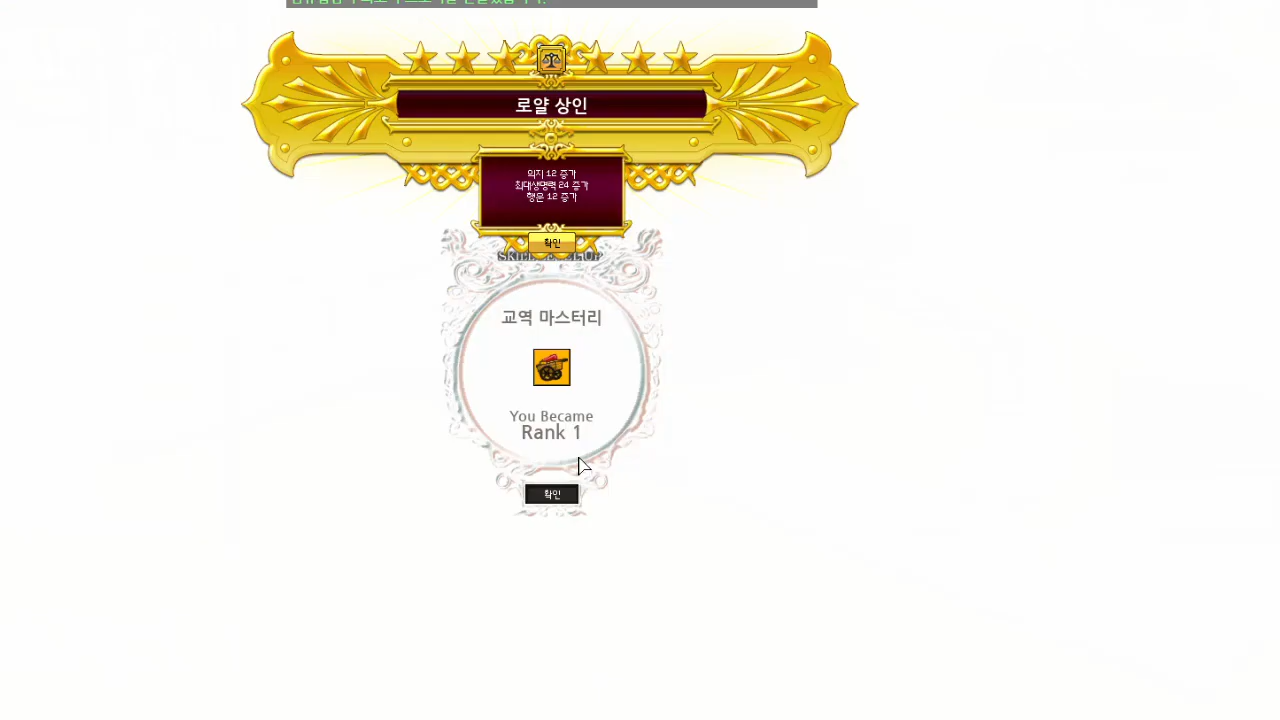 로얄 상인
의지 12 증가
최대생명력 24 증가
행운 12 증가
확인
교역 마스터리
You Became
Rank 1
확인